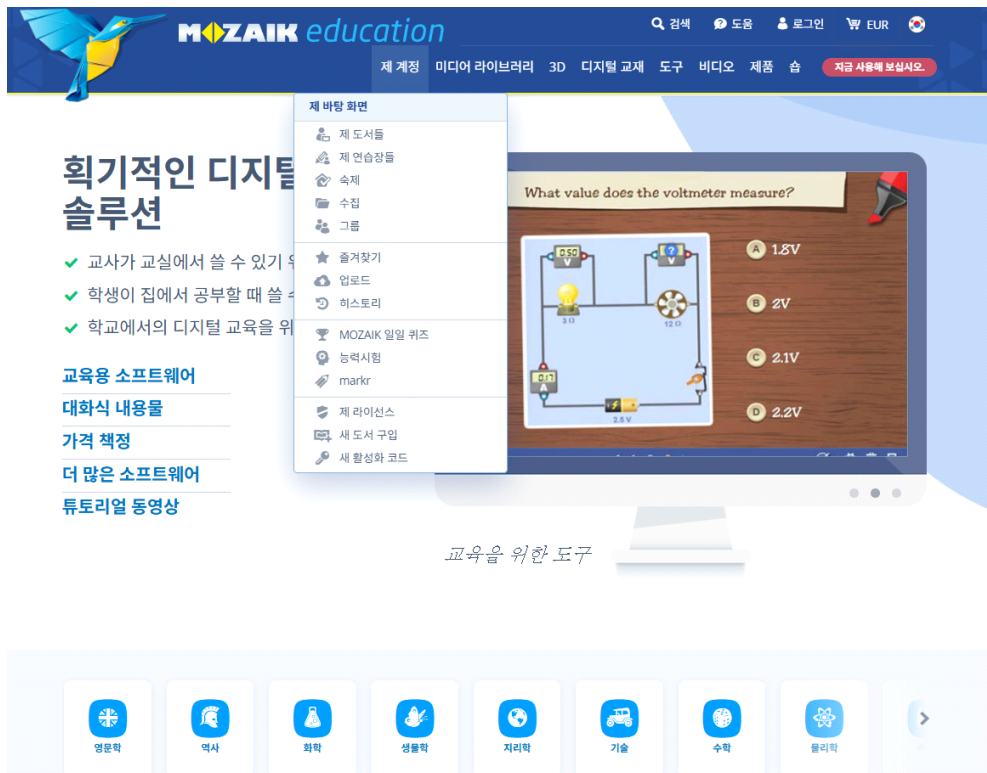 MOZAIK education
검색
도움
로그인
EUR
제 계정
미디어 라이브러리
3D
디지털 교재
도구
비디오
제품
숍
지금 사용해 보십시오.
제 바탕 화면
제 도서들
제 연습장들
숙제
수집
그룹
즐겨찾기
업로드
히스토리
MOZAIK 일일 퀴즈
능력시험
markr
제 라이선스
새 도서 구입
새 활성화 코드
획기적인 디지털
솔루션
교사가 교실에서 쓸 수 있기
학생이 집에서 공부할 때 쓸
학교에서의 디지털 교육을 위
교육용 소프트웨어
대화식 내용물
가격 책정
더 많은 소프트웨어
튜토리얼 동영상
What value does the voltmeter measure?
0.50
V
?
V
3 Ω
12 Ω
0.17
A
2.5 V
A 1.8V
B 2V
C 2.1V
D 2.2V
교육을 위한 도구
영문학
역사
화학
생물학
지리학
기술
수학
물리학